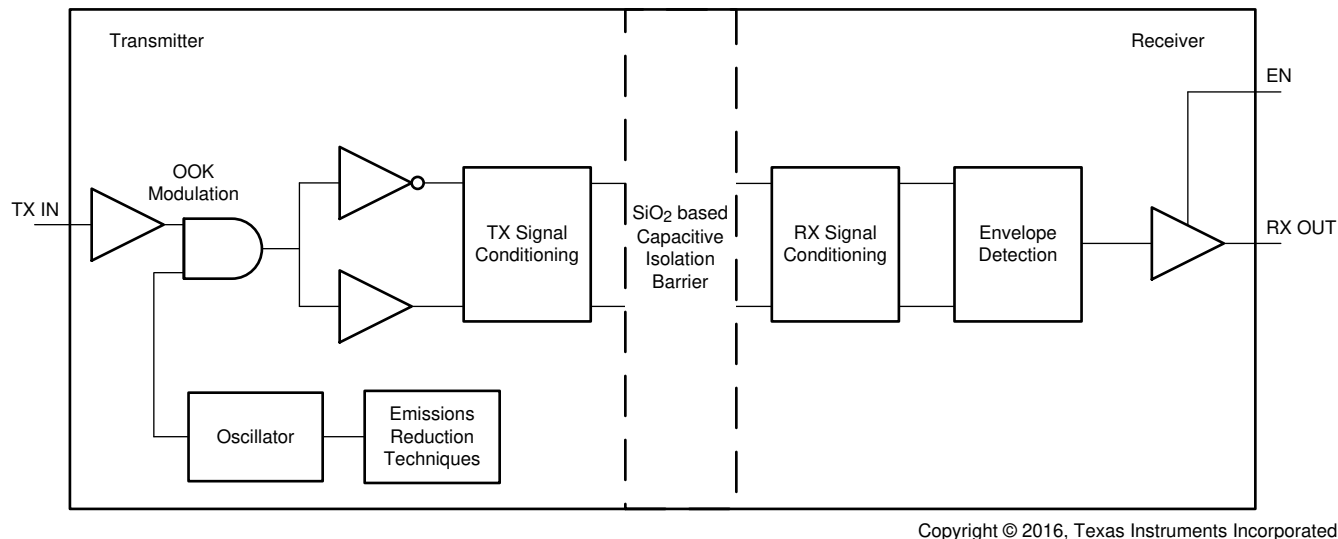 Transmitter
Receiver
EN
OOK
Modulation
TX IN
TX Signal
Conditioning
SiO2 based
Capacitive
Isolation
Barrier
RX Signal
Conditioning
Envelope
Detection
RX OUT
Oscillator
Emissions
Reduction
Techniques
Copyright © 2016, Texas Instruments Incorporated